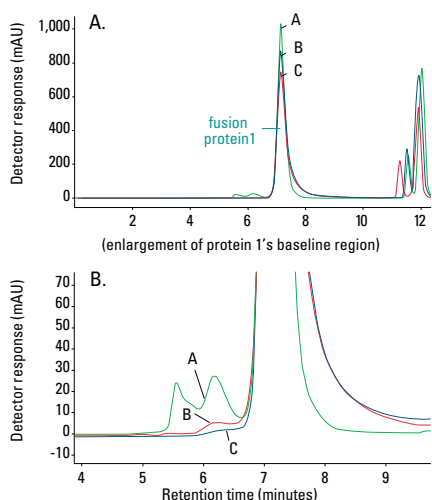 A.
Detector response (mAU)
1,000
800
600
400
200
0
A
B
C
fusion
protein1
2
4
6
8
10
12
(enlargement of protein 1's baseline region)
B.
Detector response (mAU)
70
60
50
40
30
20
10
0
-10
A
B
C
4
5
6
7
8
9
Retention time (minutes)